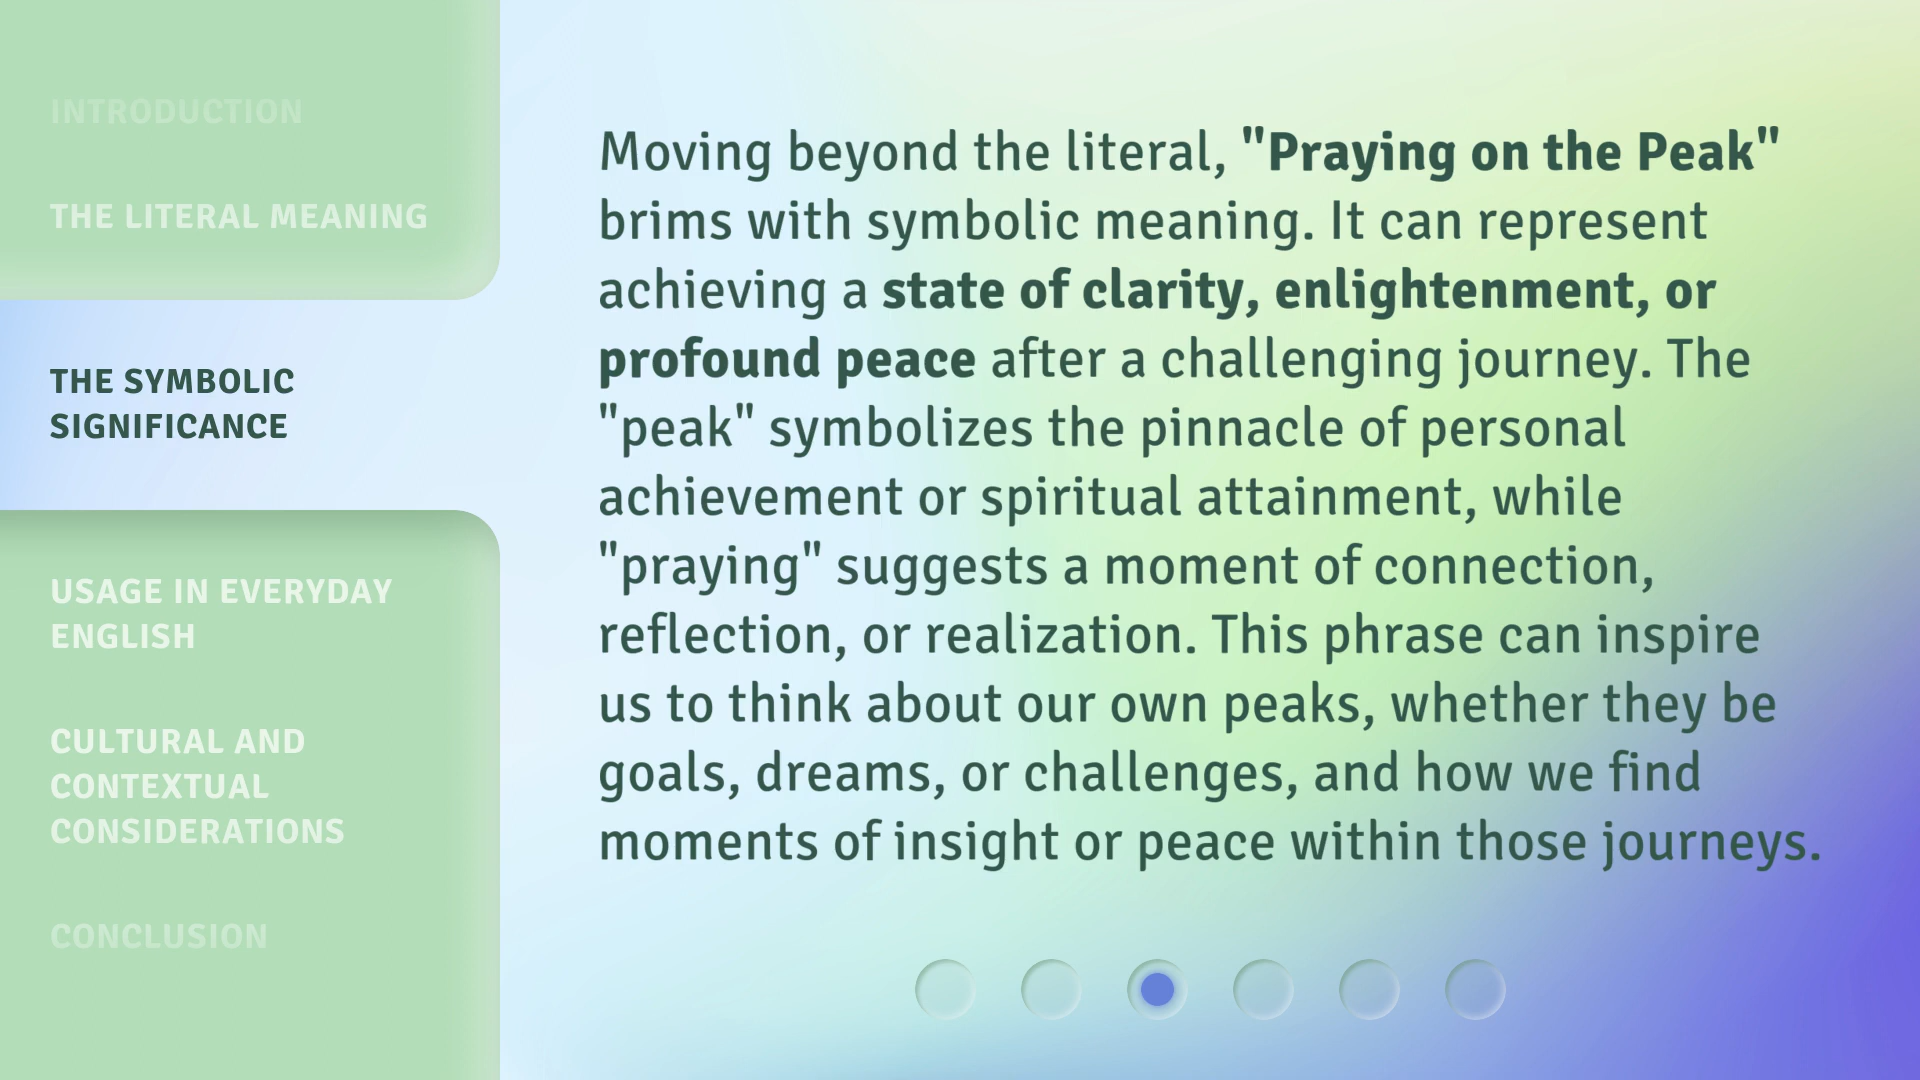 INTRODUCTION
THE LITERAL MEANING
THE SYMBOLIC
SIGNIFICANCE
USAGE IN EVERYDAY
ENGLISH
CULTURAL AND
CONTEXTUAL
CONSIDERATIONS
CONCLUSION
Moving beyond the literal, "Praying on the Peak"
brims with symbolic meaning. It can represent
achieving a state of clarity, enlightenment, or
profound peace after a challenging journey. The
"peak" symbolizes the pinnacle of personal
achievement or spiritual attainment, while
"praying" suggests a moment of connection,
reflection, or realization. This phrase can inspire
us to think about our own peaks, whether they be
goals, dreams, or challenges, and how we find
moments of insight or peace within those journeys.